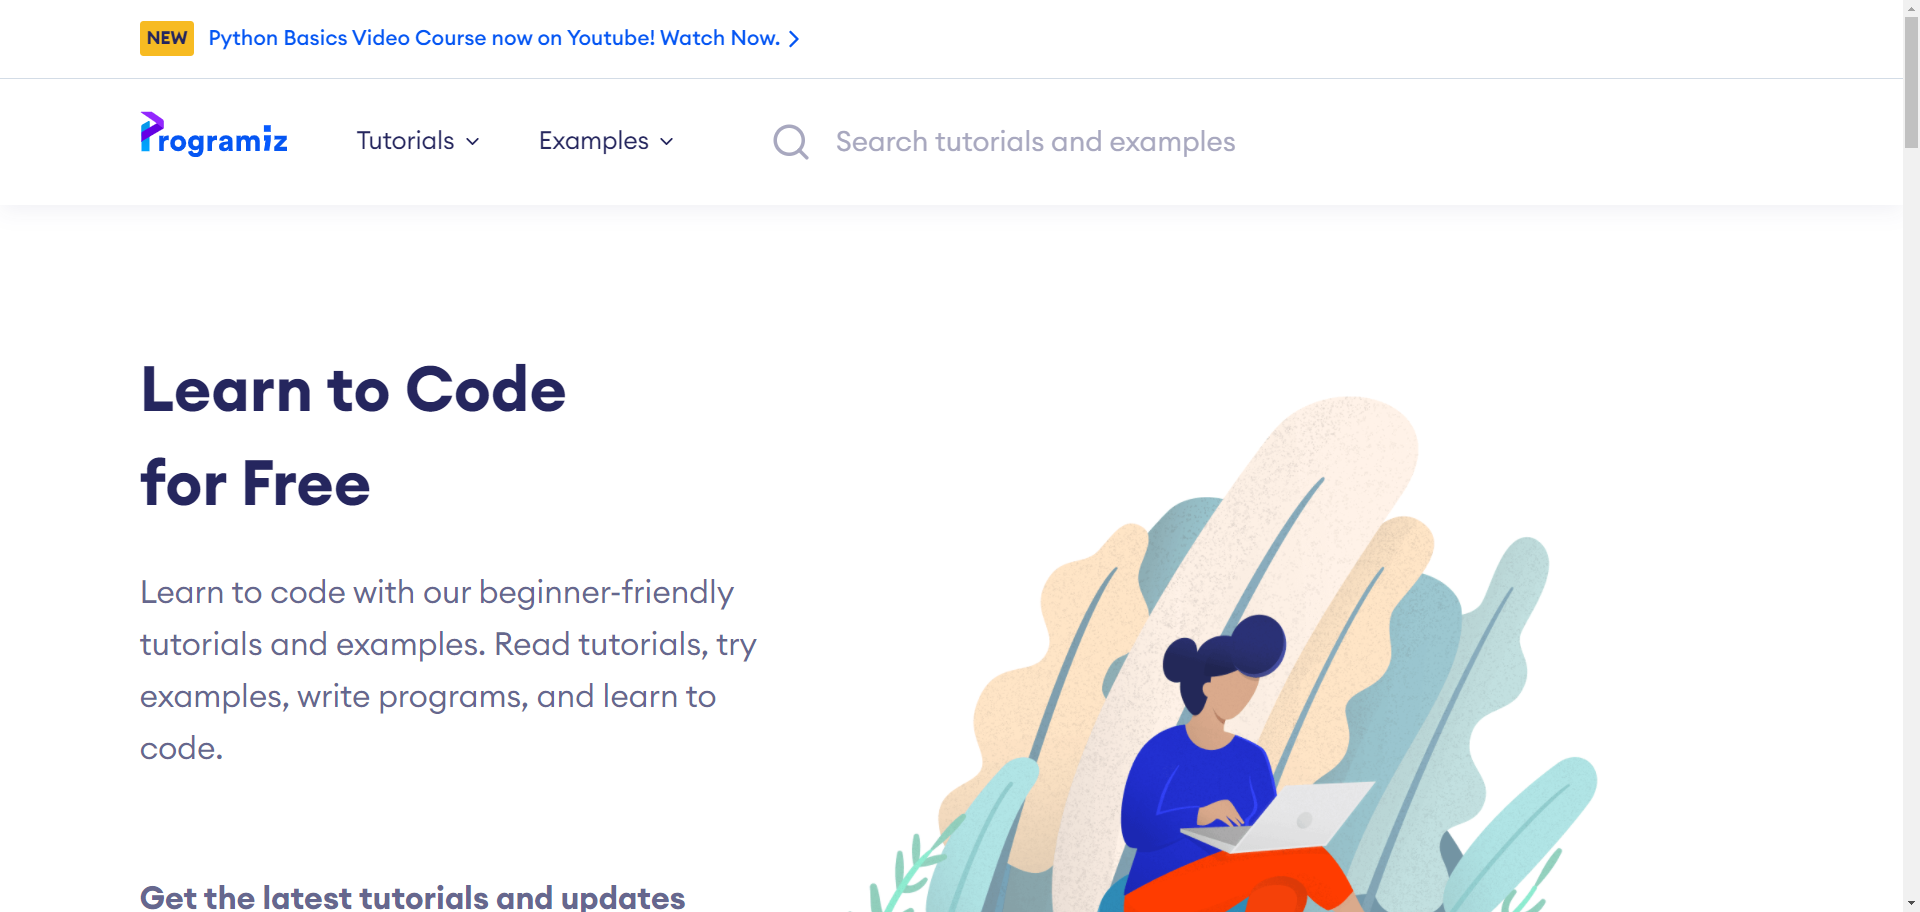 NEW Python Basics Video Course now on Youtube! Watch Now.
Programiz Tutorials Examples Search tutorials and examples
Learn to Code
for Free
Learn to code with our beginner-friendly
tutorials and examples. Read tutorials, try
examples, write programs, and learn to
code.
Get the latest tutorials and updates